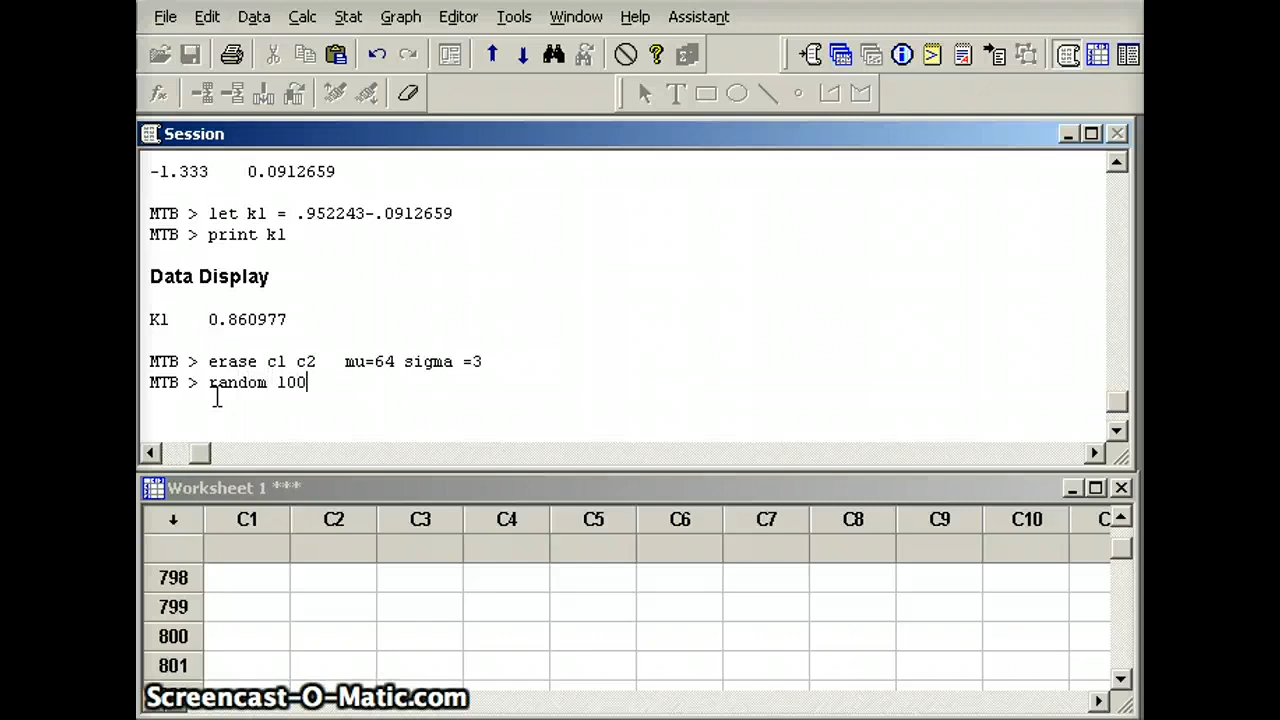 File Edit Data Calc Stat Graph Editor Tools Window Help Assistant
Session
-1.333 0.0912659
MTB > let k1 = .952243-.0912659
MTB > print k1
Data Display
K1 0.860977
MTB > erase c1 c2 mu=64 sigma =3
MTB > random 100
Worksheet 1 ***
C1 C2 C3 C4 C5 C6 C7 C8 C9 C10 C
798
799
800
801
Screencast-O-Matic.com